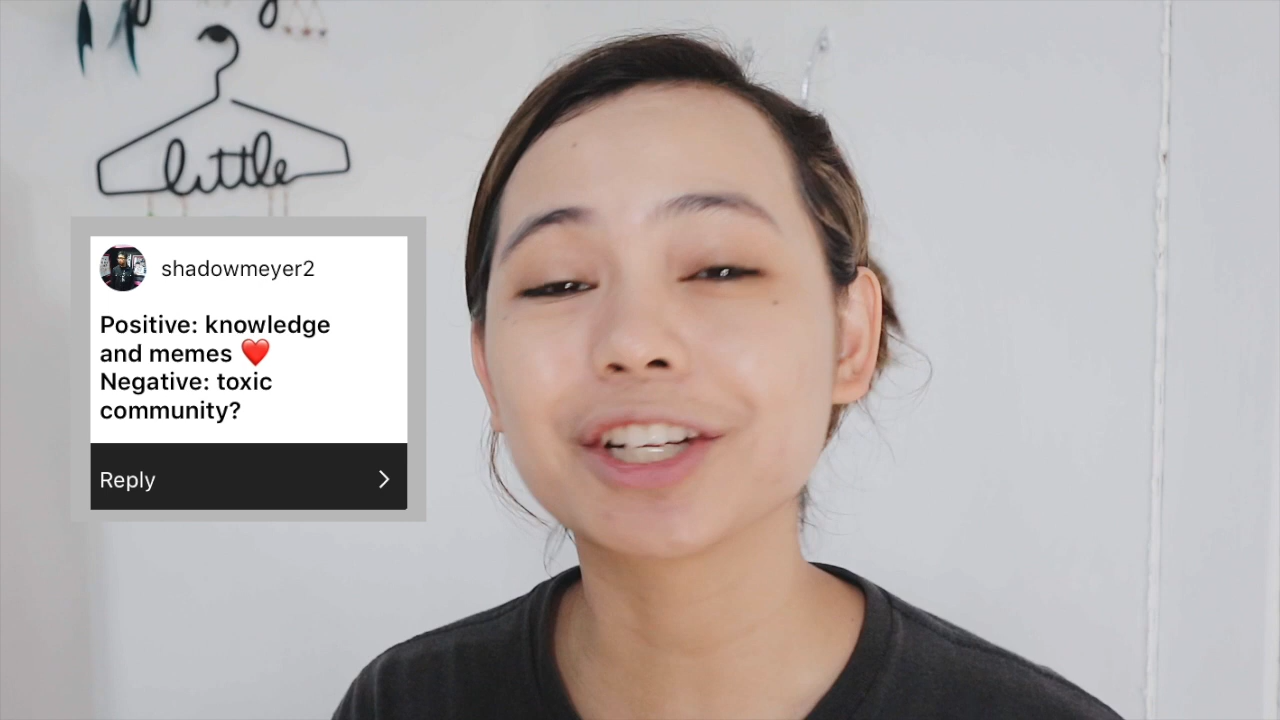 little
shadowmeyer2
Positive: knowledge
and memes ❤️
Negative: toxic
community?
Reply